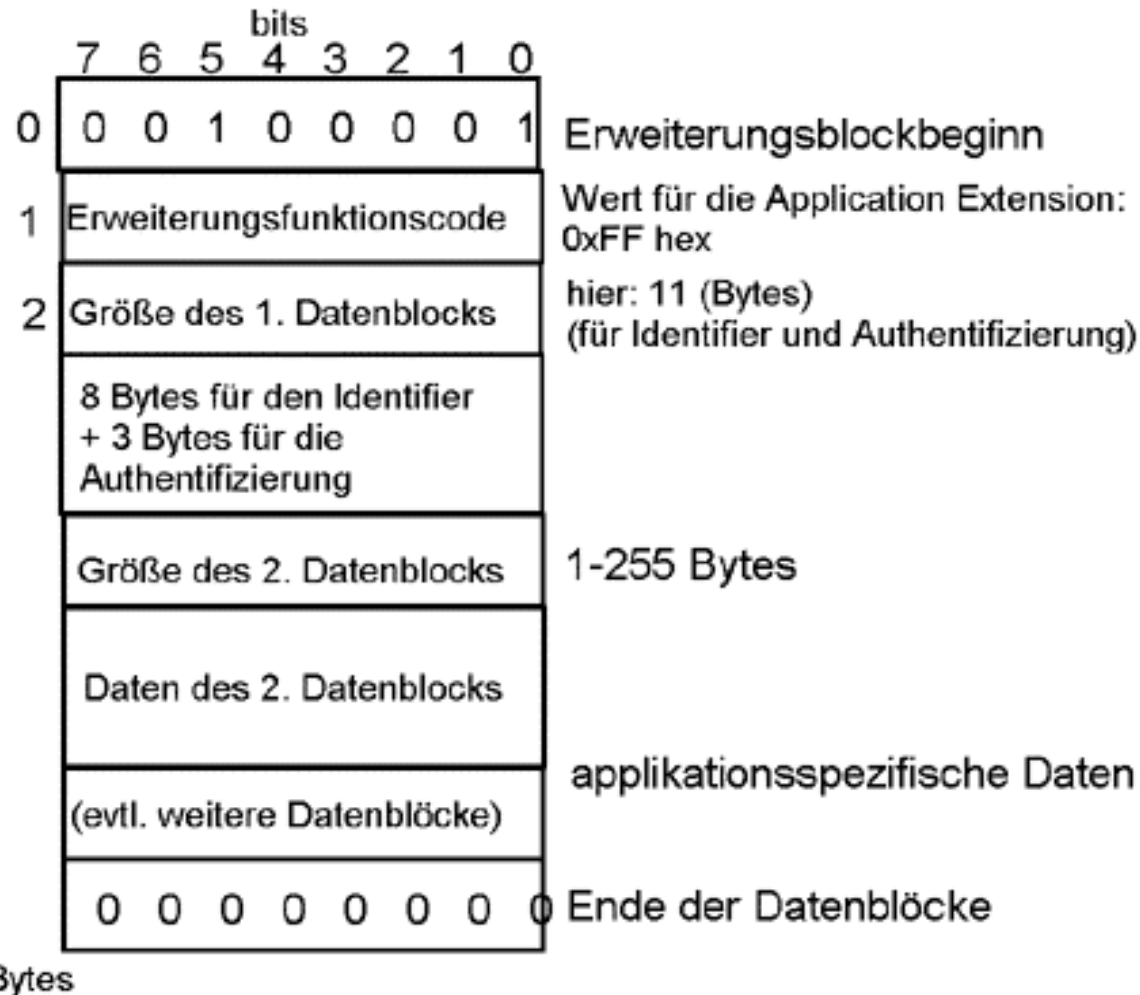 bits
7 6 5 4 3 2 1 0
0 0 0 1 0 0 0 0 1 Erweiterungsblockbeginn
1 Erweiterungsfunktionscode
Wert für die Application Extension:
0xFF hex
2 Größe des 1. Datenblocks
hier: 11 (Bytes)
(für Identifier und Authentifizierung)
8 Bytes für den Identifier
+ 3 Bytes für die
Authentifizierung
Größe des 2. Datenblocks 1-255 Bytes
Daten des 2. Datenblocks
applikationsspezifische Daten
(evtl. weitere Datenblöcke)
0 0 0 0 0 0 0 0 Ende der Datenblöcke
Bytes